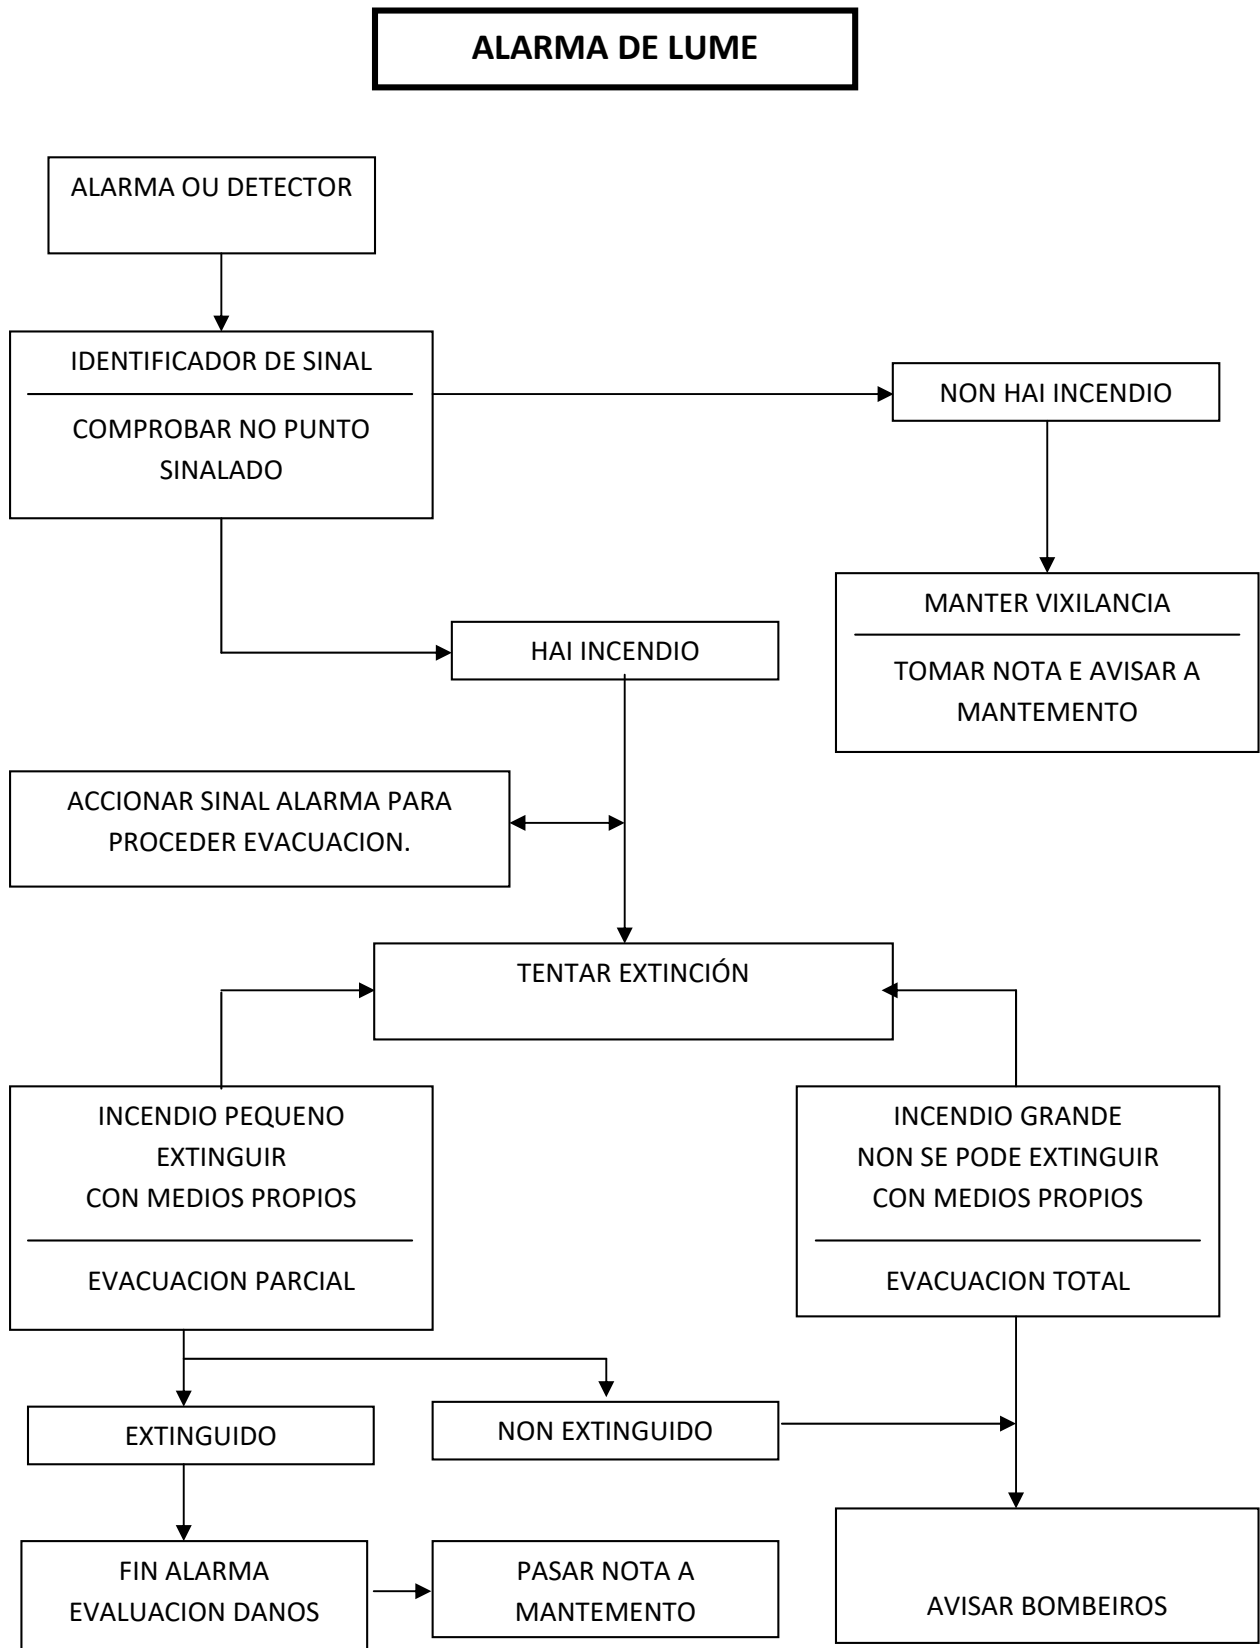 ALARMA DE LUME
ALARMA OU DETECTOR
IDENTIFICADOR DE SINAL
COMPROBAR NO PUNTO
SINALADO
NON HAI INCENDIO
MANTER VIXILANCIA
TOMAR NOTA E AVISAR A
MANTEMENTO
HAI INCENDIO
ACCIONAR SINAL ALARMA PARA
PROCEDER EVACUACION.
TENTAR EXTINCIÓN
INCENDIO PEQUENO
EXTINGUIR
CON MEDIOS PROPIOS
EVACUACION PARCIAL
INCENDIO GRANDE
NON SE PODE EXTINGUIR
CON MEDIOS PROPIOS
EVACUACION TOTAL
EXTINGUIDO
NON EXTINGUIDO
FIN ALARMA
EVALUACION DANOS
PASAR NOTA A
MANTEMENTO
AVISAR BOMBEIROS